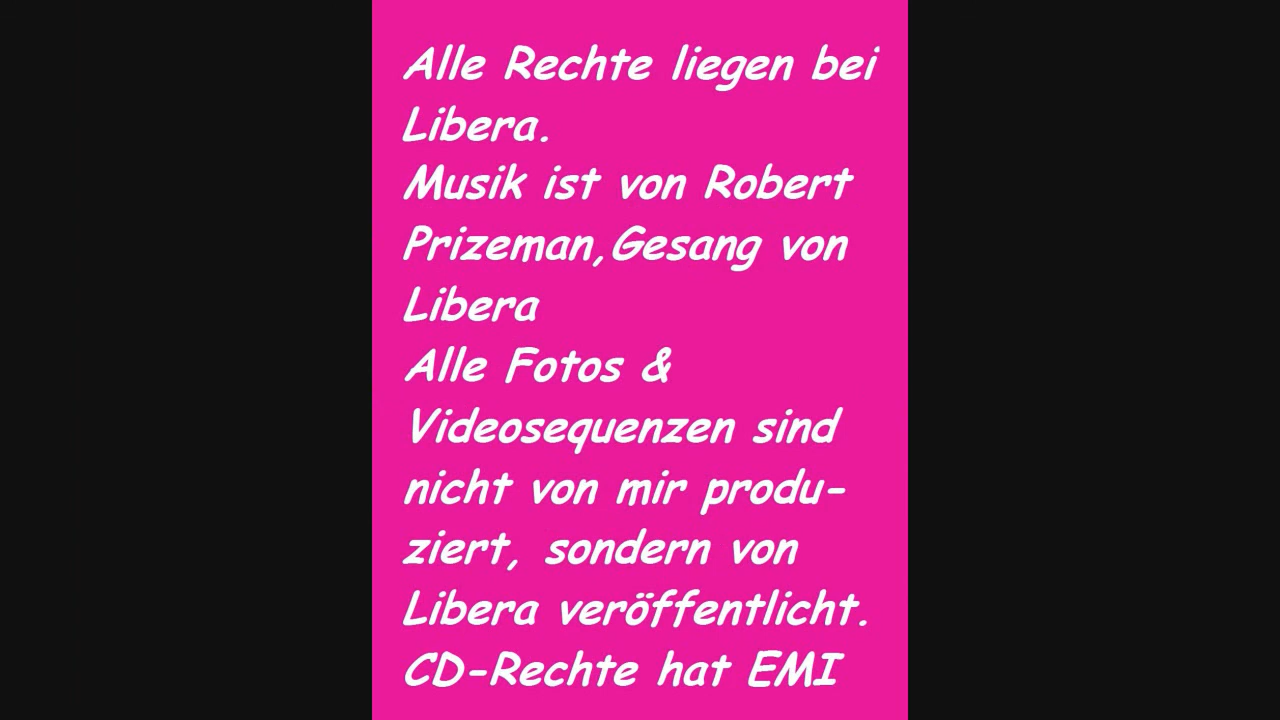 Alle Rechte liegen bei
Libera.
Musik ist von Robert
Prizeman,Gesang von
Libera
Alle Fotos &
Videosequenzen sind
nicht von mir produ-
ziert, sondern von
Libera veröffentlicht.
CD-Rechte hat EMI